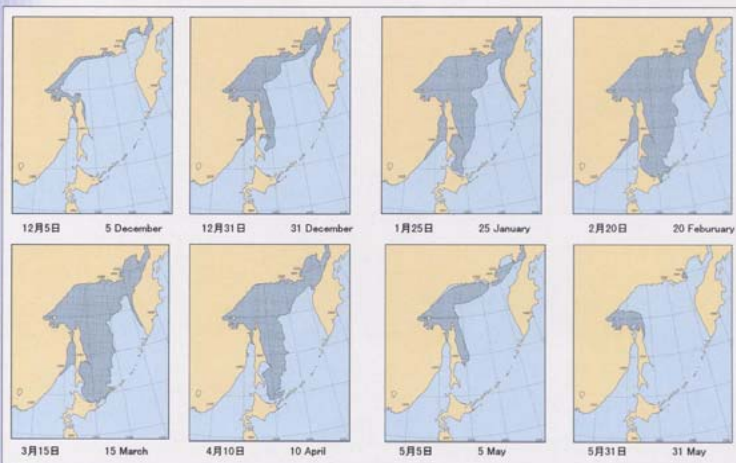 12月5日 5 December
12月31日 31 December
1月25日 25 January
2月20日 20 Feburuary
3月15日 15 March
4月10日 10 April
5月5日 5 May
5月31日 31 May